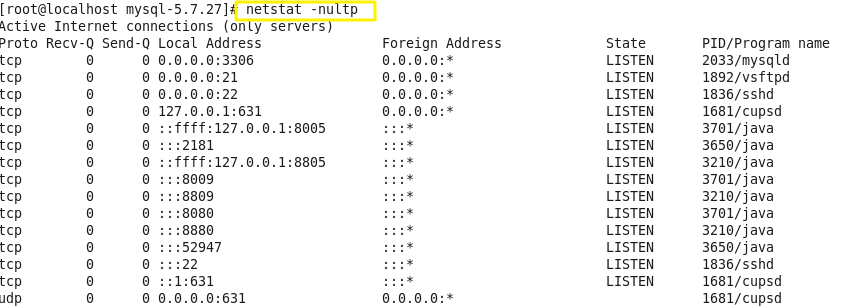 [root@localhost mysql-5.7.27]# netstat -nultp
Active Internet connections (only servers)
Proto Recv-Q Send-Q Local Address Foreign Address State PID/Program name
tcp 0 0 0.0.0.0:3306 0.0.0.0:* LISTEN 2033/mysqld
tcp 0 0 0.0.0.0:21 0.0.0.0:* LISTEN 1892/vsftpd
tcp 0 0 0.0.0.0:22 0.0.0.0:* LISTEN 1836/sshd
tcp 0 0 127.0.0.1:631 0.0.0.0:* LISTEN 1681/cupsd
tcp 0 0 ::ffff:127.0.0.1:8005 :::* LISTEN 3701/java
tcp 0 0 :::2181 :::* LISTEN 3650/java
tcp 0 0 ::ffff:127.0.0.1:8805 :::* LISTEN 3210/java
tcp 0 0 :::8009 :::* LISTEN 3701/java
tcp 0 0 :::8809 :::* LISTEN 3210/java
tcp 0 0 :::8080 :::* LISTEN 3701/java
tcp 0 0 :::8880 :::* LISTEN 3210/java
tcp 0 0 :::52947 :::* LISTEN 3650/java
tcp 0 0 :::22 :::* LISTEN 1836/sshd
tcp 0 0 ::1:631 :::* LISTEN 1681/cupsd
udp 0 0 0.0.0.0:631 0.0.0.0:* 1681/cupsd